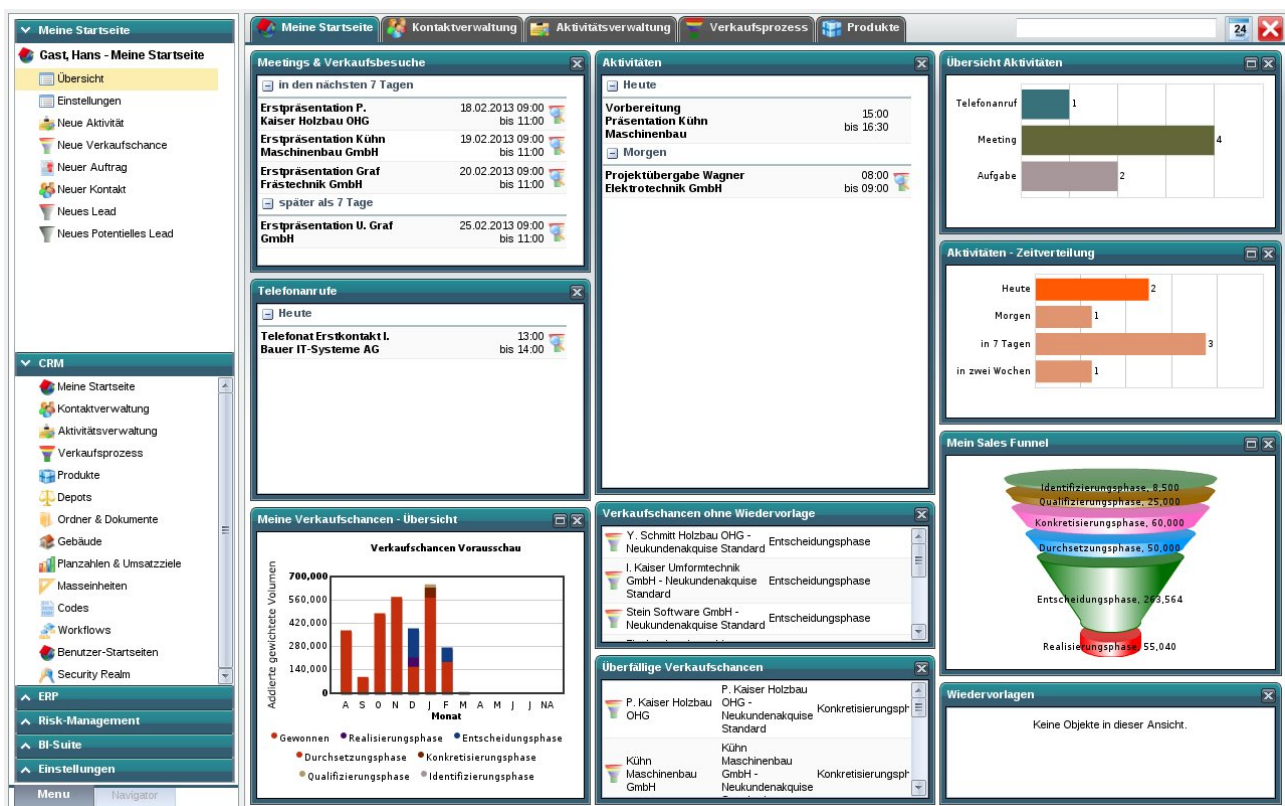 Meine Startseite
Gast, Hans - Meine Startseite
Übersicht
Einstellungen
Neue Aktivität
Neue Verkaufschance
Neuer Auftrag
Neuer Kontakt
Neues Lead
Neues Potentielles Lead
CRM
Meine Startseite
Kontaktverwaltung
Aktivitätsverwaltung
Verkaufsprozess
Produkte
Depots
Ordner & Dokumente
Gebäude
Planzahlen & Umsatzziele
Masseinheiten
Codes
Workflows
Benutzer-Startseiten
Security Realm
ERP
Risk-Management
BI-Suite
Einstellungen
Menu
Navigator
Meine Startseite
Kontaktverwaltung
Aktivitätsverwaltung
Verkaufsprozess
Produkte
24
Meetings & Verkaufsbesuche
in den nächsten 7 Tagen
Erstpräsentation P. 18.02.2013 09:00
Kaiser Holzbau OHG bis 11:00
Erstpräsentation Kühn 19.02.2013 09:00
Maschinenbau GmbH bis 11:00
Erstpräsentation Graf 20.02.2013 09:00
Frästechnik GmbH bis 11:00
später als 7 Tage
Erstpräsentation U. Graf 25.02.2013 09:00
GmbH bis 11:00
Telefonanrufe
Heute
Telefonat Erstkontakt I. 13:00
Bauer IT-Systeme AG bis 14:00
Meine Verkaufschancen - Übersicht
Verkaufschancen Vorausschau
Addierte gewichtete Volumen
700,000
560,000
420,000
280,000
140,000
0
A S O N D J F M A M J J NA
Monat
Gewonnen Realisierungsphase Entscheidungsphase
Durchsetzungsphase Konkretisierungsphase
Qualifizierungsphase Identifizierungsphase
Aktivitäten
Heute
Vorbereitung
Präsentation Kühn
Maschinenbau
15:00
bis 16:30
Morgen
Projektübergabe Wagner 08:00
Elektrotechnik GmbH bis 09:00
Verkaufschancen ohne Wiedervorlage
Y. Schmitt Holzbau OHG -
Neukundenakquise Standard
Entscheidungsphase
I. Kaiser Umformtechnik
GmbH - Neukundenakquise
Standard
Entscheidungsphase
Stein Software GmbH -
Neukundenakquise Standard
Entscheidungsphase
Überfällige Verkaufschancen
P. Kaiser Holzbau
OHG
P. Kaiser Holzbau
OHG -
Neukundenakquise
Standard
Konkretisierungsph
Kühn
Maschinenbau
GmbH
Kühn
Maschinenbau
GmbH -
Neukundenakquise
Konkretisierungsph
Übersicht Aktivitäten
Telefonanruf 1
Meeting 4
Aufgabe 2
Aktivitäten - Zeitverteilung
Heute 2
Morgen 1
in 7 Tagen 3
in zwei Wochen 1
Mein Sales Funnel
Identifizierungsphase, 8,500
Qualifizierungsphase, 25,000
Konkretisierungsphase, 60,000
Durchsetzungsphase, 50,000
Entscheidungsphase, 263,564
Realisierungsphase, 55,040
Wiedervorlagen
Keine Objekte in dieser Ansicht.